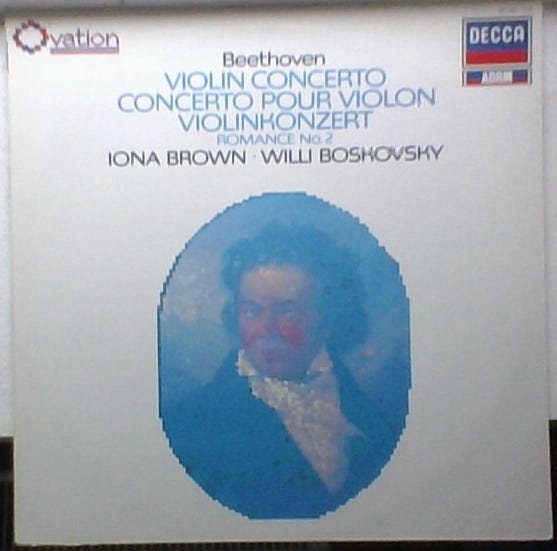 Ovation
DECCA
ADRM
Beethoven
VIOLIN CONCERTO
CONCERTO POUR VIOLON
VIOLINKONZERT
ROMANCE No.2
IONA BROWN · WILLI BOSKOVSKY